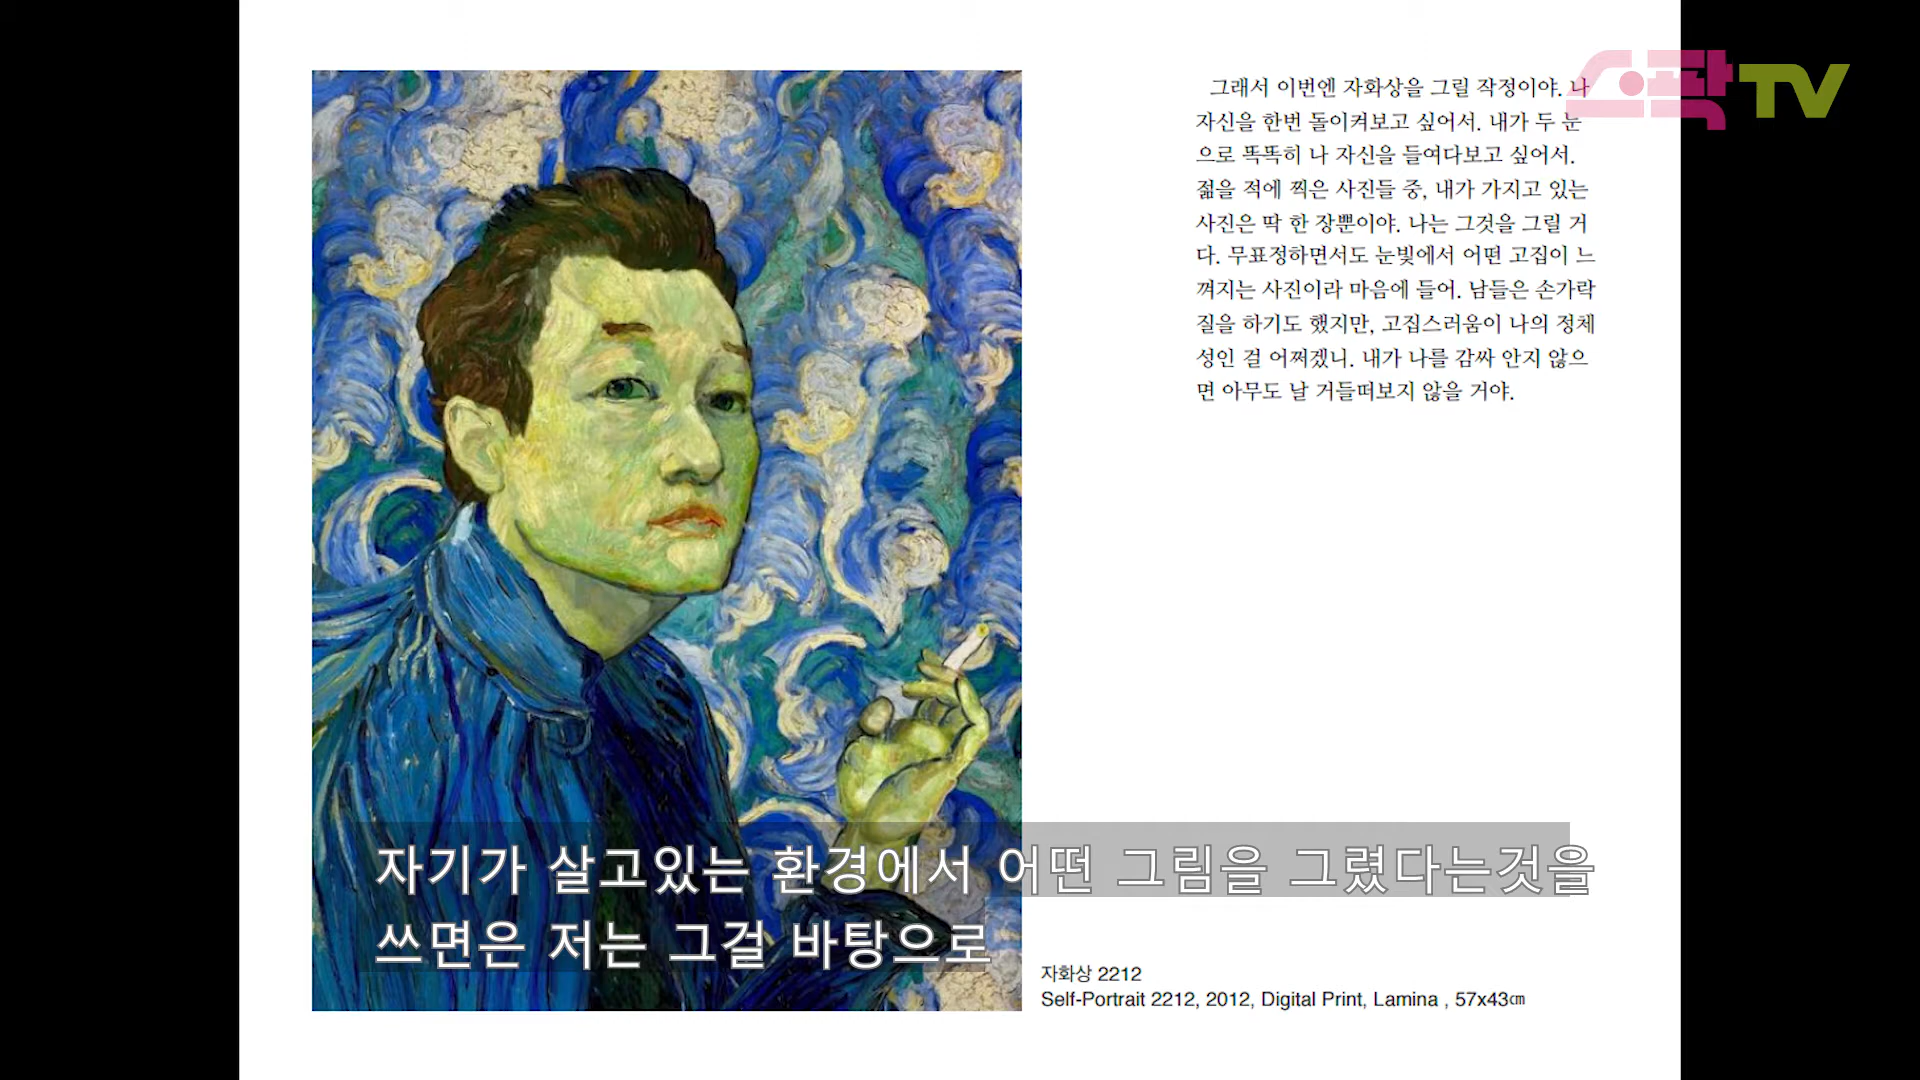 스팍TV
그래서 이번엔 자화상을 그릴 작정이야. 나
자신을 한번 돌이켜보고 싶어서. 내가 두 눈
으로 똑똑히 나 자신을 들여다보고 싶어서.
젊을 적에 찍은 사진들 중, 내가 가지고 있는
사진은 딱 한 장뿐이야. 나는 그것을 그릴 거
다. 무표정하면서도 눈빛에서 어떤 고집이 느
껴지는 사진이라 마음에 들어. 남들은 손가락
질을 하기도 했지만, 고집스러움이 나의 정체
성인 걸 어쩌겠니. 내가 나를 감싸 안지 않으
면 아무도 날 거들떠보지 않을 거야.
자기가 살고있는 환경에서 어떤 그림을 그렸다는것을
쓰면은 저는 그걸 바탕으로
자화상 2212
Self-Portrait 2212, 2012, Digital Print, Lamina , 57x43㎝